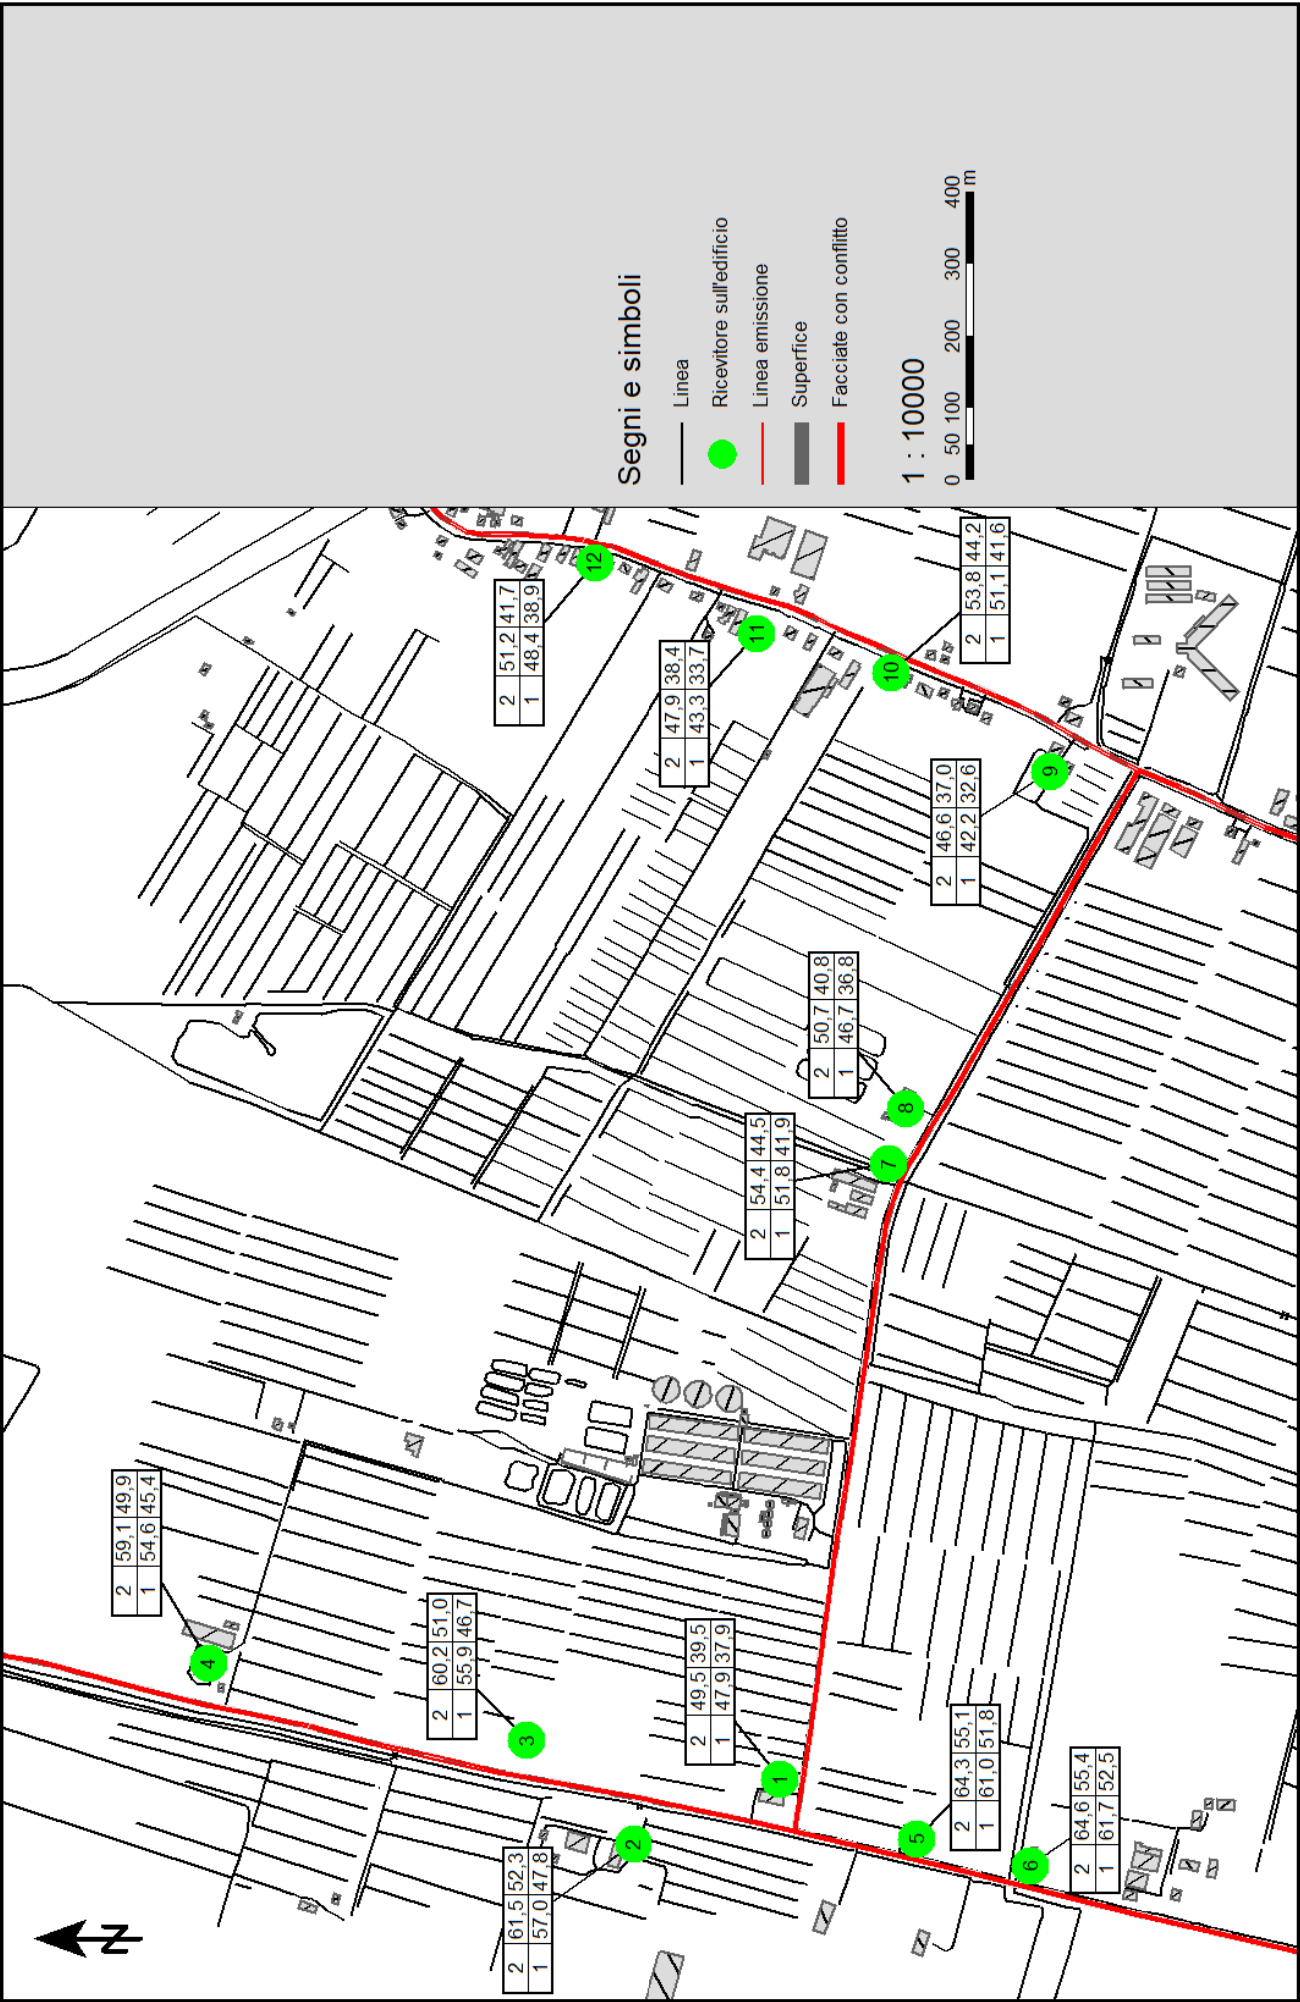 Segni e simboli
Linea
Ricevitore sull'edificio
Linea emissione
Superfice
Facciate con conflitto
1 : 10000
0 50 100 200 300 400
m
N
4
2 59,1 49,9
1 54,6 45,4
3
2 60,2 51,0
1 55,9 46,7
2
2 61,5 52,3
1 57,0 47,8
1
2 49,5 39,5
1 47,9 37,9
5
2 64,3 55,1
1 61,0 51,8
6
2 64,6 55,4
1 61,7 52,5
7
2 54,4 44,5
1 51,8 41,9
8
2 50,7 40,8
1 46,7 36,8
9
2 46,6 37,0
1 42,2 32,6
10
2 53,8 44,2
1 51,1 41,6
11
2 47,9 38,4
1 43,3 33,7
12
2 51,2 41,7
1 48,4 38,9